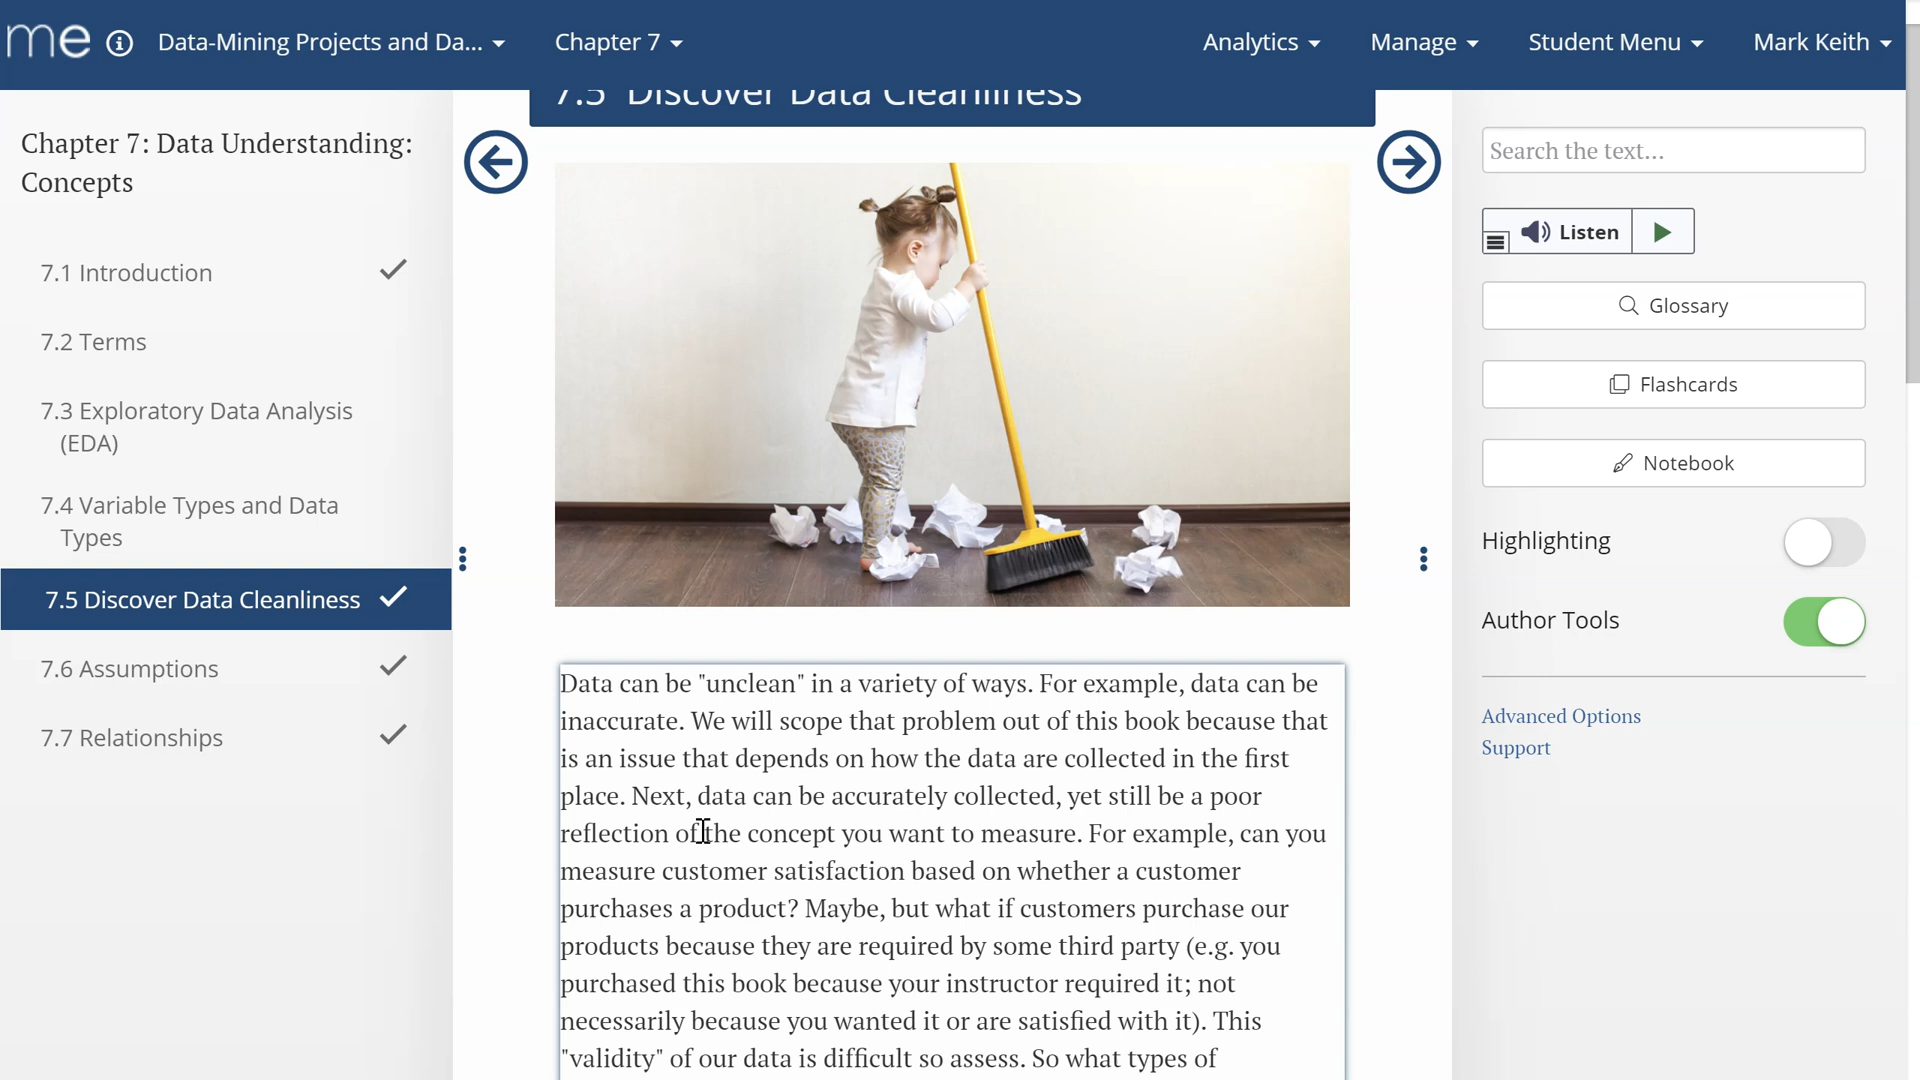 me
Data-Mining Projects and Da...
Chapter 7
Analytics
Manage
Student Menu
Mark Keith
Chapter 7: Data Understanding:
Concepts
7.1 Introduction
7.2 Terms
7.3 Exploratory Data Analysis
(EDA)
7.4 Variable Types and Data
Types
7.5 Discover Data Cleanliness
7.6 Assumptions
7.7 Relationships
7.5 Discover Data Cleanliness
Data can be "unclean" in a variety of ways. For example, data can be
inaccurate. We will scope that problem out of this book because that
is an issue that depends on how the data are collected in the first
place. Next, data can be accurately collected, yet still be a poor
reflection of the concept you want to measure. For example, can you
measure customer satisfaction based on whether a customer
purchases a product? Maybe, but what if customers purchase our
products because they are required by some third party (e.g. you
purchased this book because your instructor required it; not
necessarily because you wanted it or are satisfied with it). This
"validity" of our data is difficult so assess. So what types of
Search the text...
Listen
Glossary
Flashcards
Notebook
Highlighting
Author Tools
Advanced Options
Support